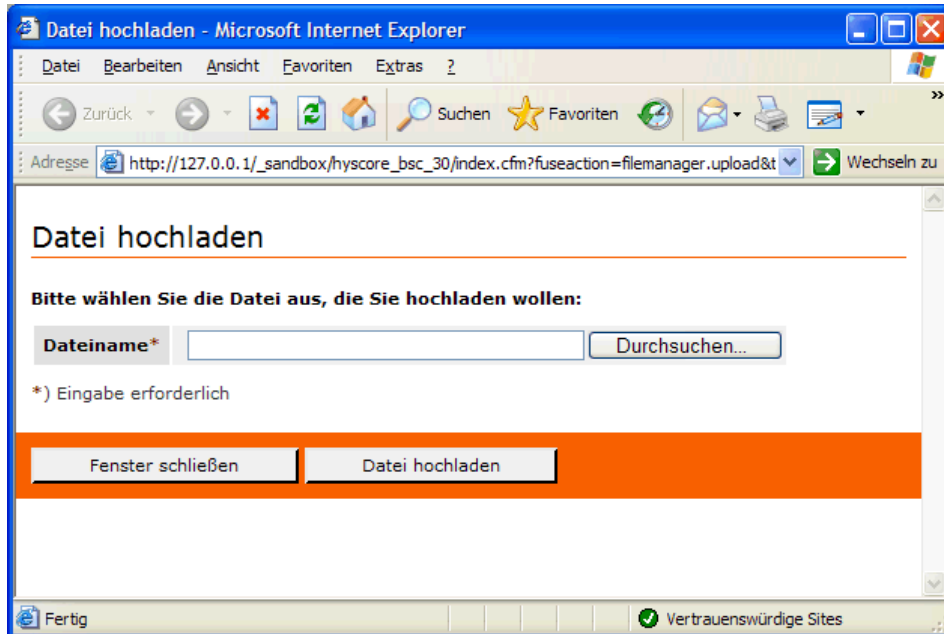 Datei hochladen - Microsoft Internet Explorer
Datei Bearbeiten Ansicht Favoriten Extras ?
Zurück Suchen Favoriten »
Adresse http://127.0.0.1/_sandbox/hyscore_bsc_30/index.cfm?fuseaction=filemanager.upload&t Wechseln zu
Datei hochladen
Bitte wählen Sie die Datei aus, die Sie hochladen wollen:
Dateiname* Durchsuchen...
*) Eingabe erforderlich
Fenster schließen Datei hochladen
Fertig Vertrauenswürdige Sites